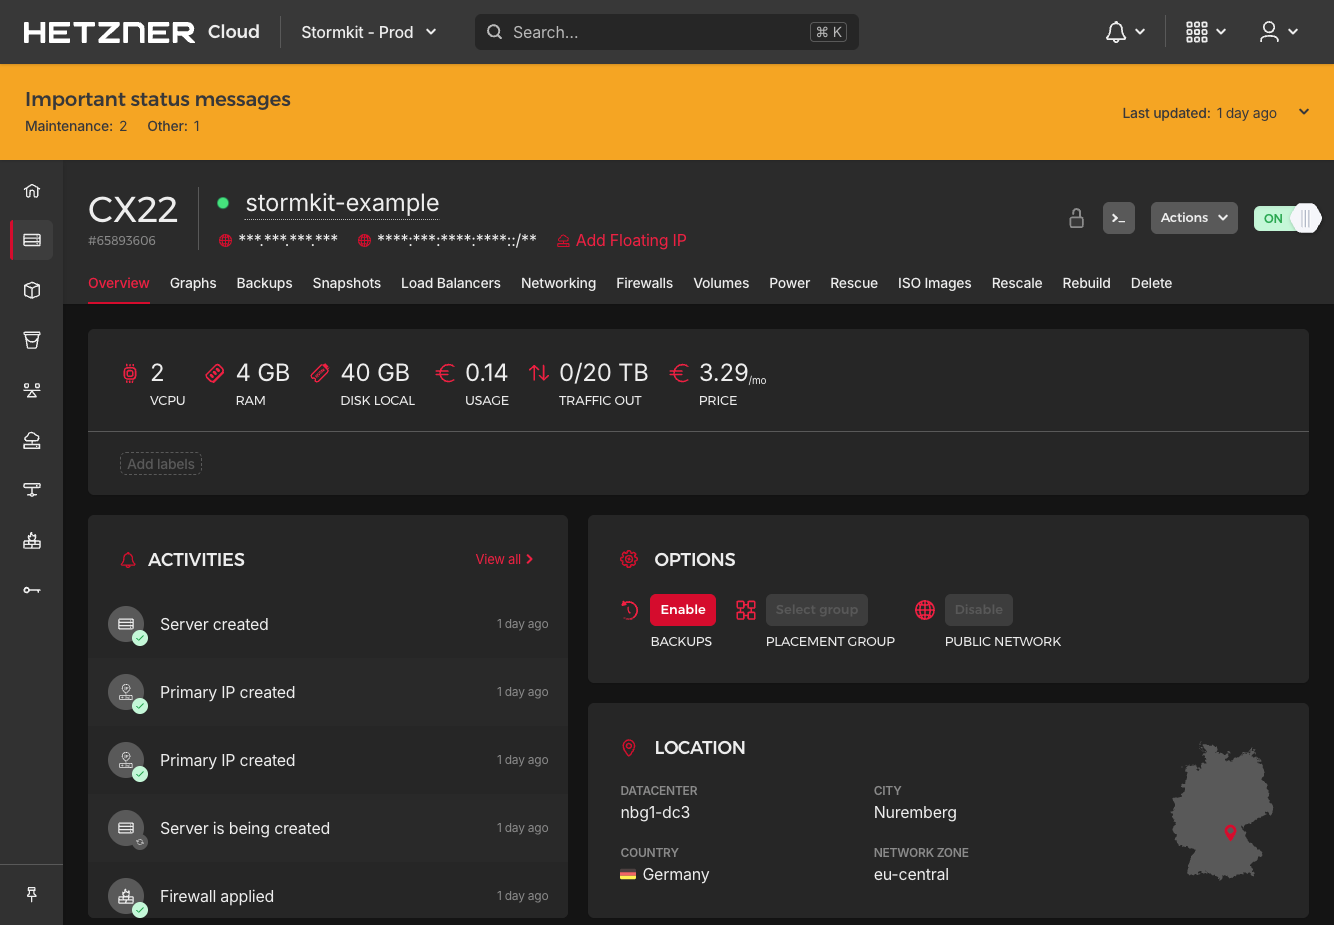 HETZNER Cloud
Stormkit - Prod
Search...
⌘ K
Important status messages
Maintenance: 2 Other: 1
Last updated: 1 day ago
CX22
#65893606
stormkit-example
***.***.***.*** ****:***:****:****::/** Add Floating IP
>_
Actions
ON
Overview Graphs Backups Snapshots Load Balancers Networking Firewalls Volumes Power Rescue ISO Images Rescale Rebuild Delete
2 4 GB 40 GB € 0.14 0/20 TB € 3.29/mo
VCPU RAM DISK LOCAL USAGE TRAFFIC OUT PRICE
Add labels
ACTIVITIES
View all
Server created 1 day ago
Primary IP created 1 day ago
Primary IP created 1 day ago
Server is being created 1 day ago
Firewall applied 1 day ago
OPTIONS
Enable Select group Disable
BACKUPS PLACEMENT GROUP PUBLIC NETWORK
LOCATION
DATACENTER CITY
nbg1-dc3 Nuremberg
COUNTRY NETWORK ZONE
Germany eu-central